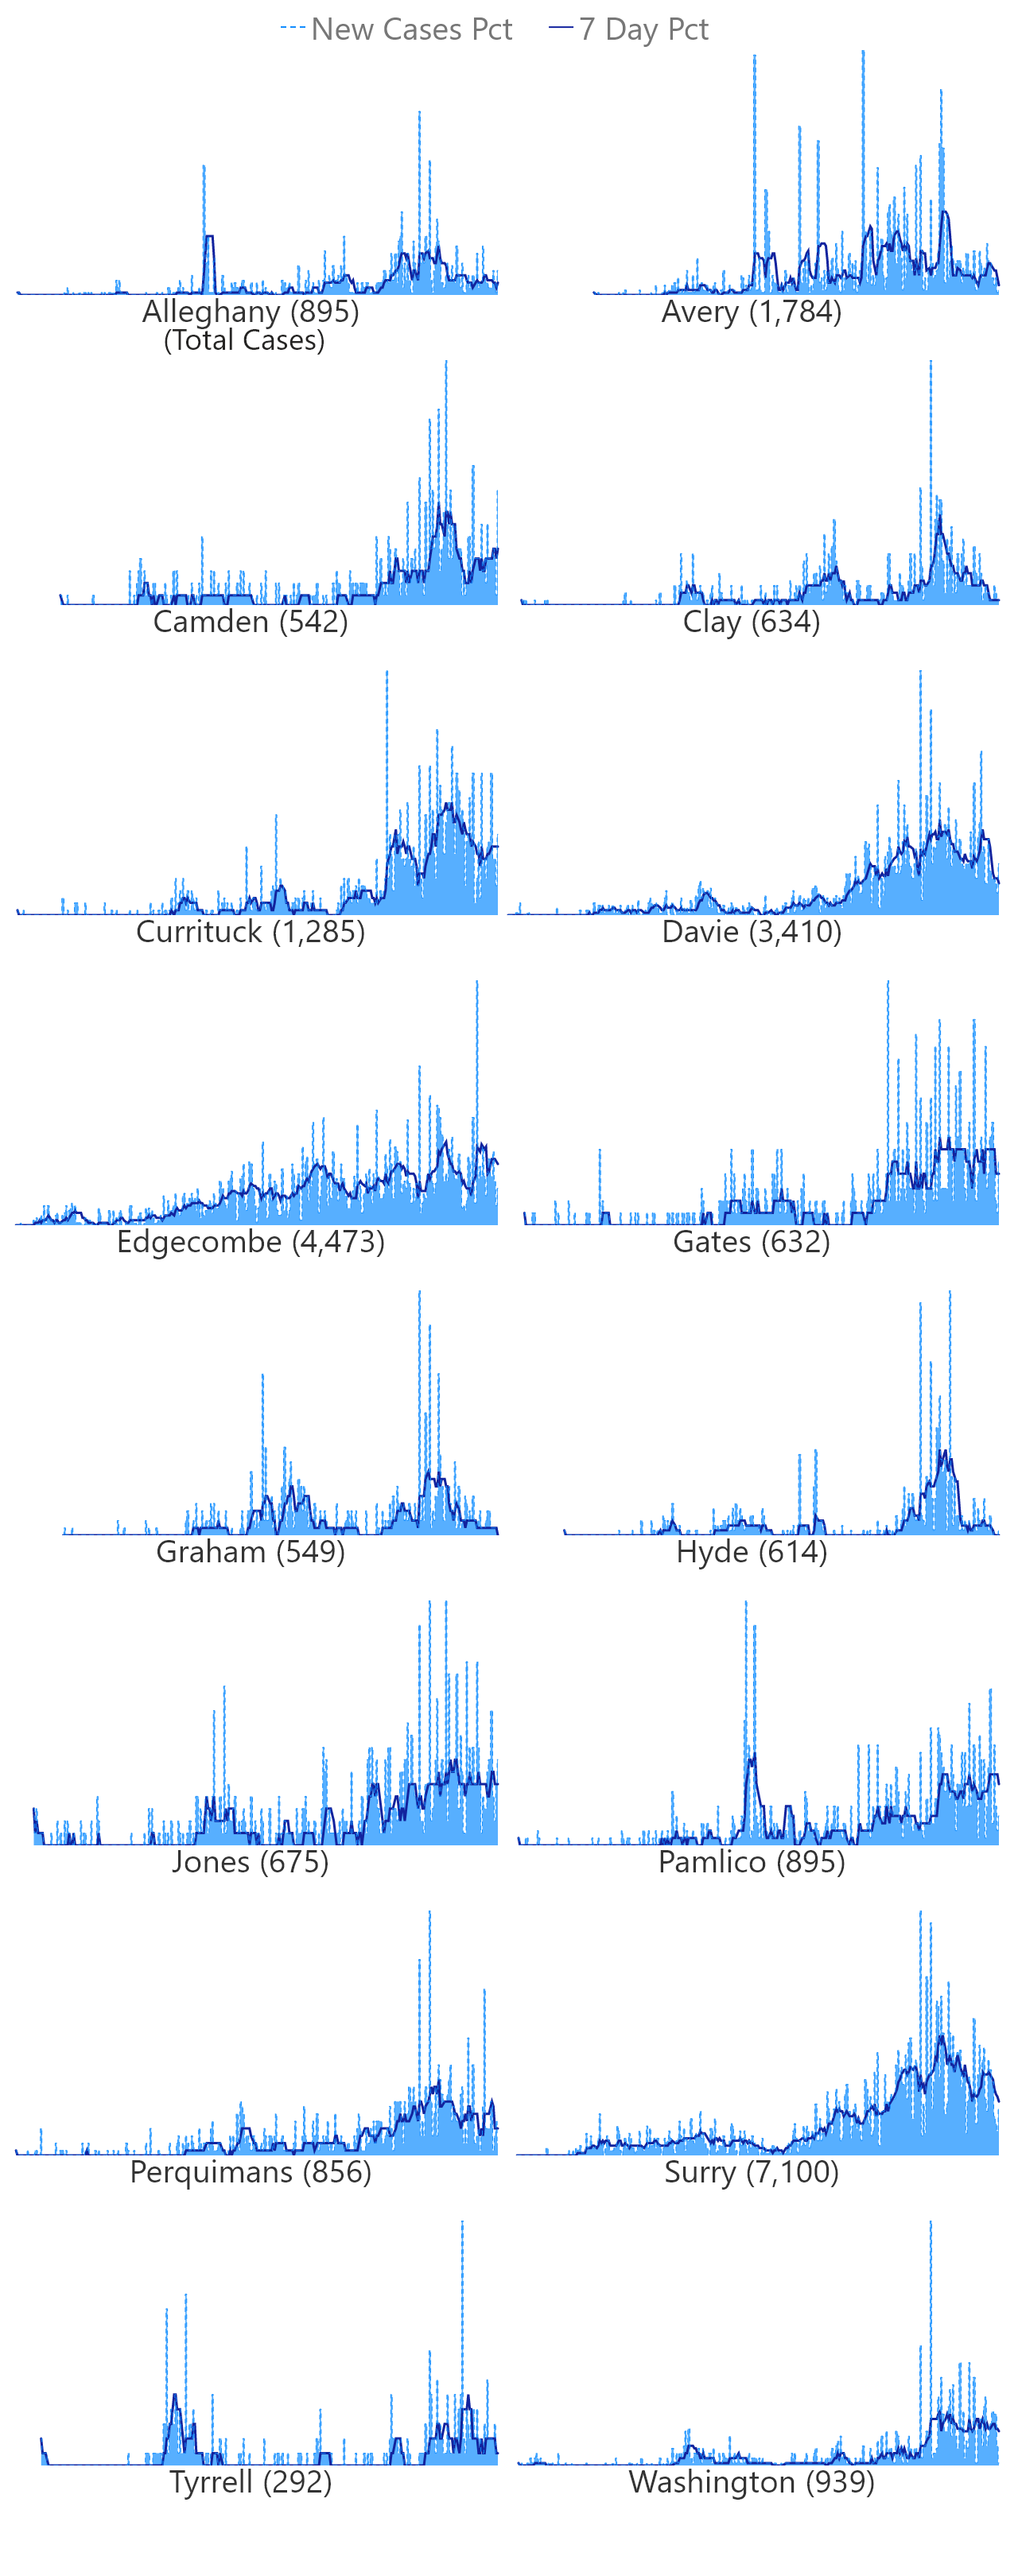 New Cases Pct 7 Day Pct
Alleghany (895)
(Total Cases)
Avery (1,784)
Camden (542)
Clay (634)
Currituck (1,285)
Davie (3,410)
Edgecombe (4,473)
Gates (632)
Graham (549)
Hyde (614)
Jones (675)
Pamlico (895)
Perquimans (856)
Surry (7,100)
Tyrrell (292)
Washington (939)